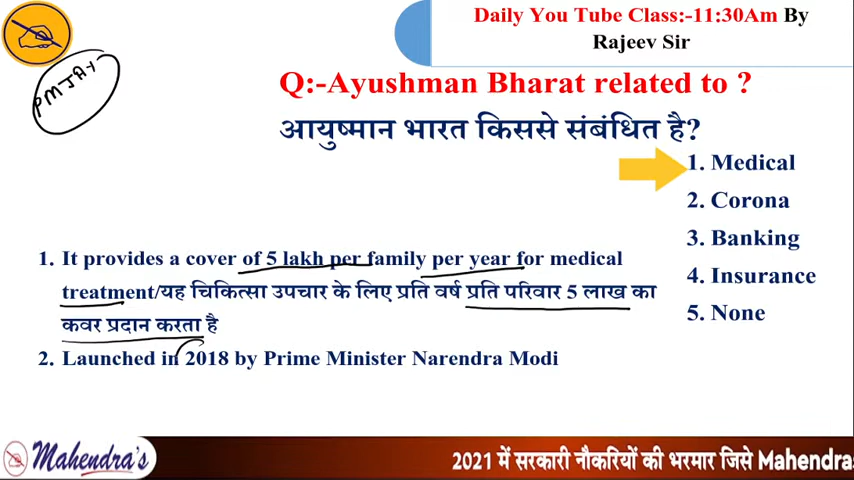 Daily You Tube Class:-11:30Am By
Rajeev Sir
PMJAY
Q:-Ayushman Bharat related to ?
आयुष्मान भारत किससे संबंधित है?
1. Medical
2. Corona
3. Banking
4. Insurance
5. None
1. It provides a cover of 5 lakh per family per year for medical
treatment/यह चिकित्सा उपचार के लिए प्रति वर्ष प्रति परिवार 5 लाख का
कवर प्रदान करता है
2. Launched in 2018 by Prime Minister Narendra Modi
Mahendra's
2021 में सरकारी नौकरियों की भरमार जिसे Mahendra